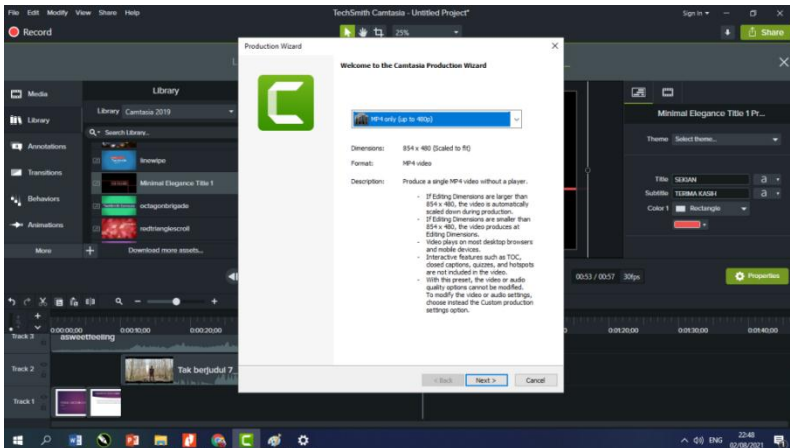 File Edit Modify View Share Help
TechSmith Camtasia - Untitled Project*
Sign In
Record
25%
Share
Production Wizard
Welcome to the Camtasia Production Wizard
MP4 only (up to 480p)
Dimensions: 854 x 480 (Scaled to fit)
Format: MP4 video
Description: Produce a single MP4 video without a player.
- If Editing Dimensions are larger than
854 x 480, the video is automatically
scaled down during production.
- If Editing Dimensions are smaller than
854 x 480, the video produces at
Editing Dimensions.
- Video plays on most desktop browsers
and mobile devices.
- Interactive features such as TOC,
closed captions, quizzes, and hotspots
are not included in the video.
- With this preset, the video or audio
quality options cannot be modified.
To modify the video or audio settings,
choose instead the Custom production
settings option.
< Back Next > Cancel
Media
Library
Annotations
Transitions
Behaviors
Animations
More
Library
Library Camtasia 2019
Search Library...
linewipe
Minimal Elegance Title 1
octagonbrigade
redtrianglescroll
Download more assets...
Minimal Elegance Title 1 Pr...
Theme Select theme...
Title SEKIAN a
Subtitle TERIMA KASIH a
Color 1 Rectangle
00:53 / 00:57 30fps
Properties
0:00:00;00 0:00:10;00 0:00:20;00 0:01:20;00 0:01:30;00 0:01:40;00
Track 3 asweetfeeling
Track 2 Tak berjudul 7_
Track 1
ENG
22:48
02/08/2021